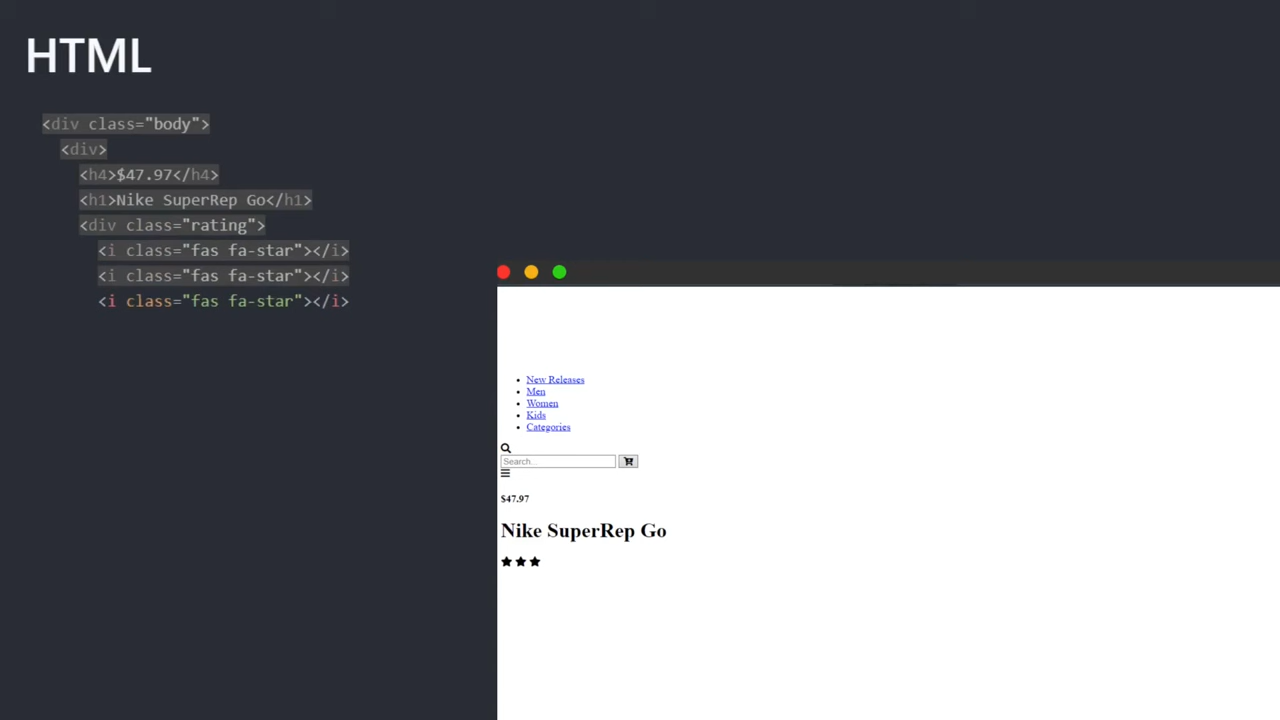 HTML
<div class="body">
<div>
<h4>$47.97</h4>
<h1>Nike SuperRep Go</h1>
<div class="rating">
<i class="fas fa-star"></i>
<i class="fas fa-star"></i>
<i class="fas fa-star"></i>
New Releases
Men
Women
Kids
Categories
Search...
$47.97
Nike SuperRep Go